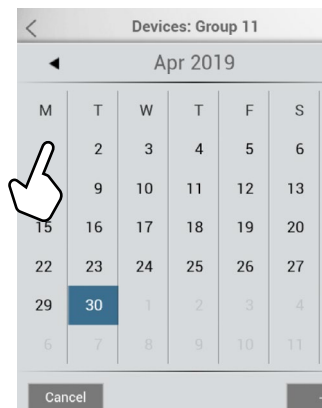 Devices: Group 11
Apr 2019
M T W T F S
2 3 4 5 6
9 10 11 12 13
15 16 17 18 19 20
22 23 24 25 26 27
29 30 1 2 3 4
6 7 8 9 10 11
Cancel